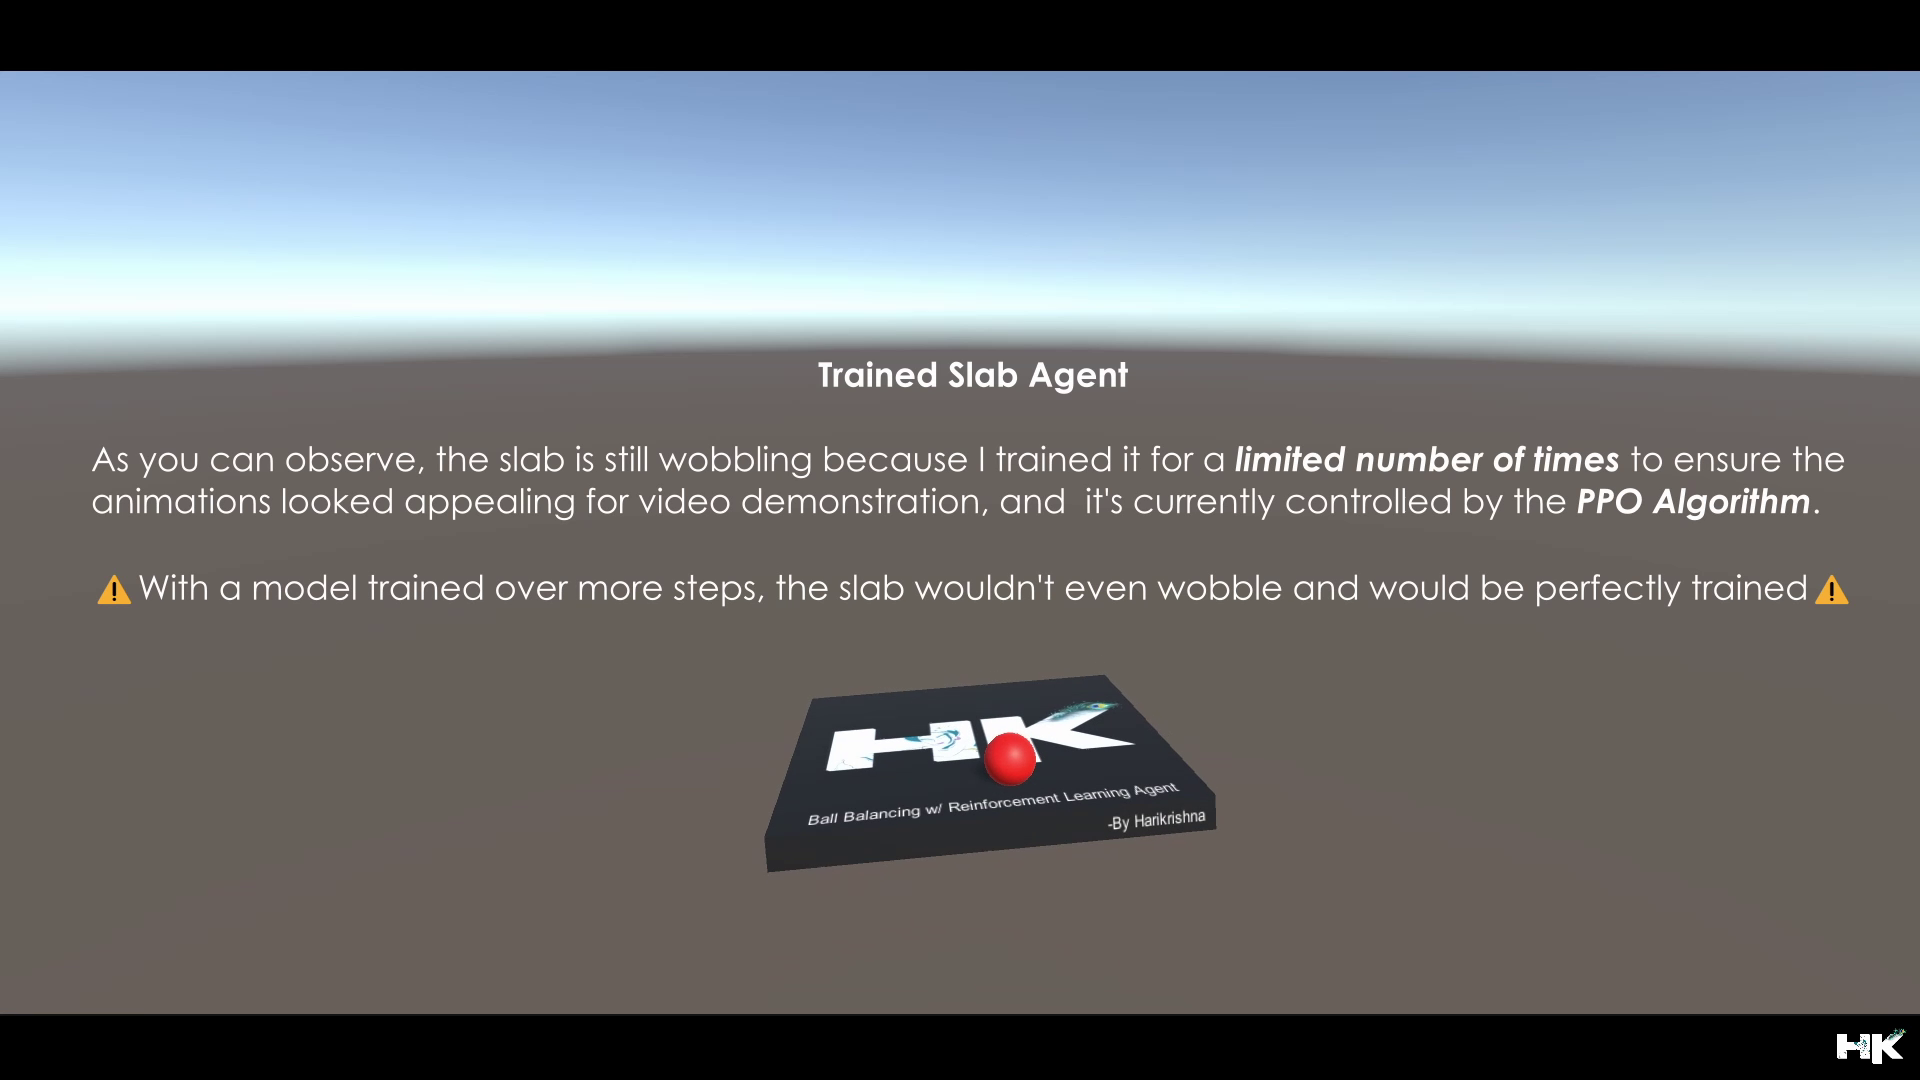 Trained Slab Agent
As you can observe, the slab is still wobbling because I trained it for a limited number of times to ensure the
animations looked appealing for video demonstration, and  it's currently controlled by the PPO Algorithm.
⚠With a model trained over more steps, the slab wouldn't even wobble and would be perfectly trained⚠
HK
Ball Balancing w/ Reinforcement Learning Agent
-By Harikrishna
HK